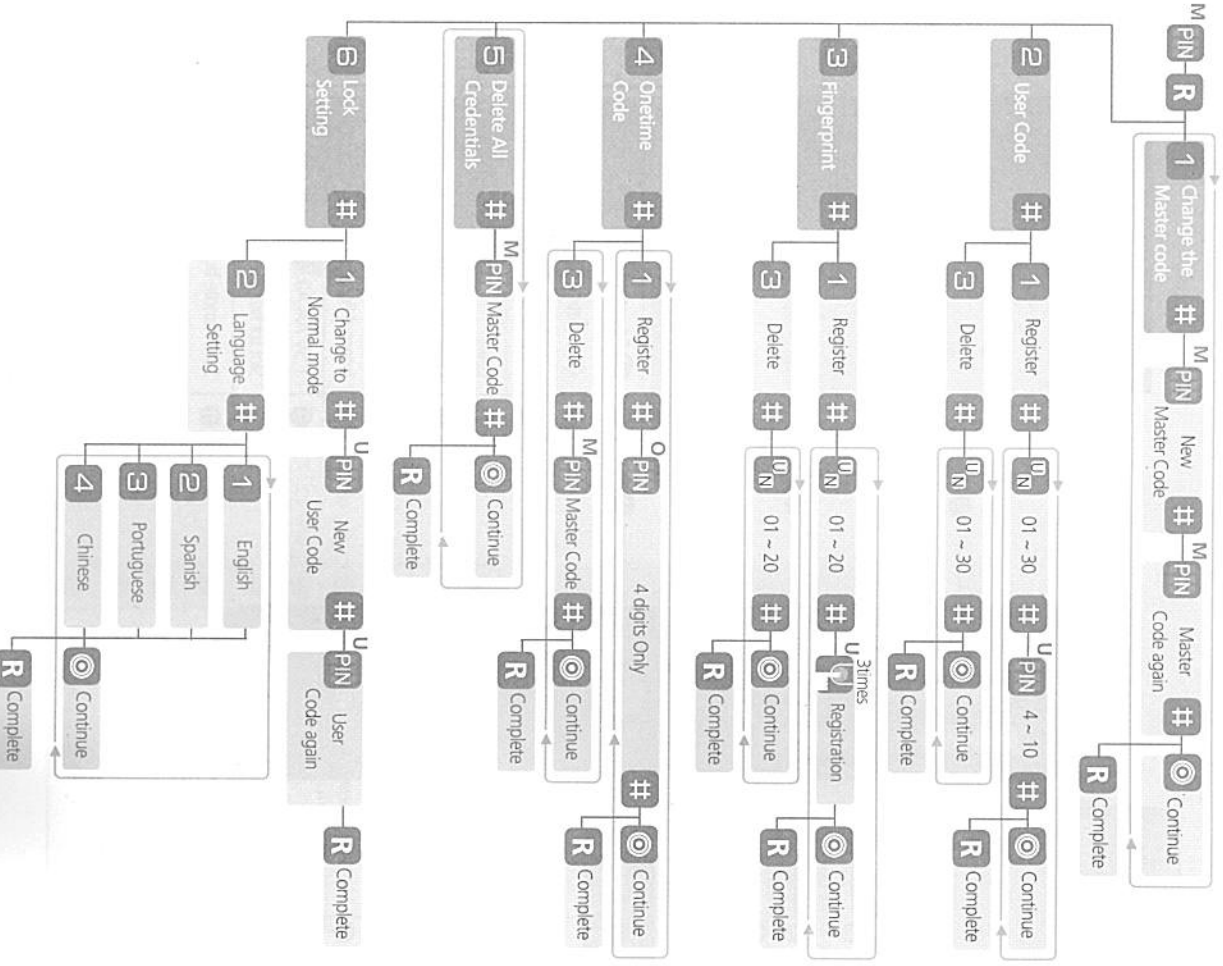 M
PIN R
1 Change the
Master code
#
M
PIN New
Master Code
#
M
PIN Master
Code again
#
Continue
R Complete
2 User Code #
1 Register #
U N 01 ~ 30 #
U
PIN 4 ~ 10 #
Continue
R Complete
3 Delete #
U N 01 ~ 30 #
Continue
R Complete
3 Fingerprint #
1 Register #
U N 01 ~ 20 #
U 3times
Registration
Continue
R Complete
3 Delete #
U N 01 ~ 20 #
Continue
R Complete
4 Onetime
Code
#
1 Register #
O
PIN 4 digits Only #
Continue
R Complete
3 Delete #
M
PIN Master Code #
Continue
R Complete
5 Delete All
Credentials
#
M
PIN Master Code #
Continue
R Complete
6 Lock
Setting
#
1 Change to
Normal mode
#
U
PIN New
User Code
#
U
PIN User
Code again
R Complete
2 Language
Setting
#
1 English
2 Spanish
3 Portuguese
4 Chinese
Continue
R Complete